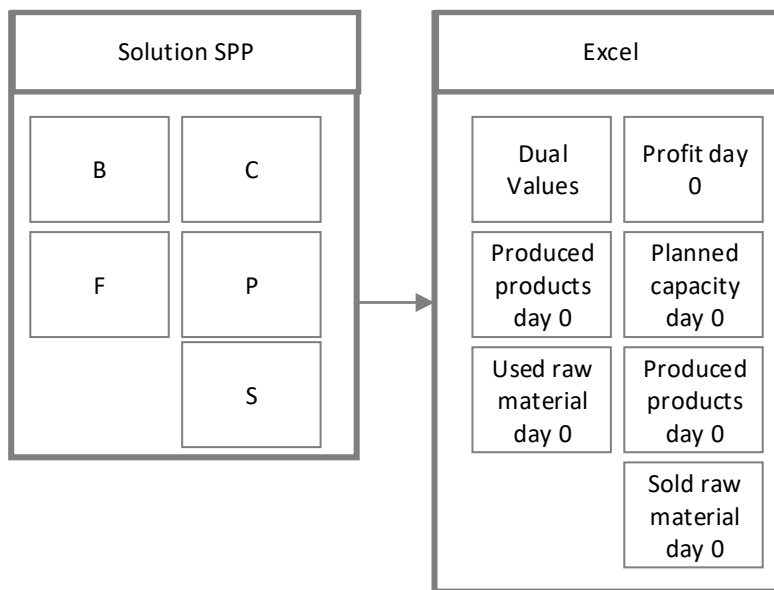 Solution SPP
B
C
F
P
S
Excel
Dual
Values
Profit day
0
Produced
products
day 0
Planned
capacity
day 0
Used raw
material
day 0
Produced
products
day 0
Sold raw
material
day 0